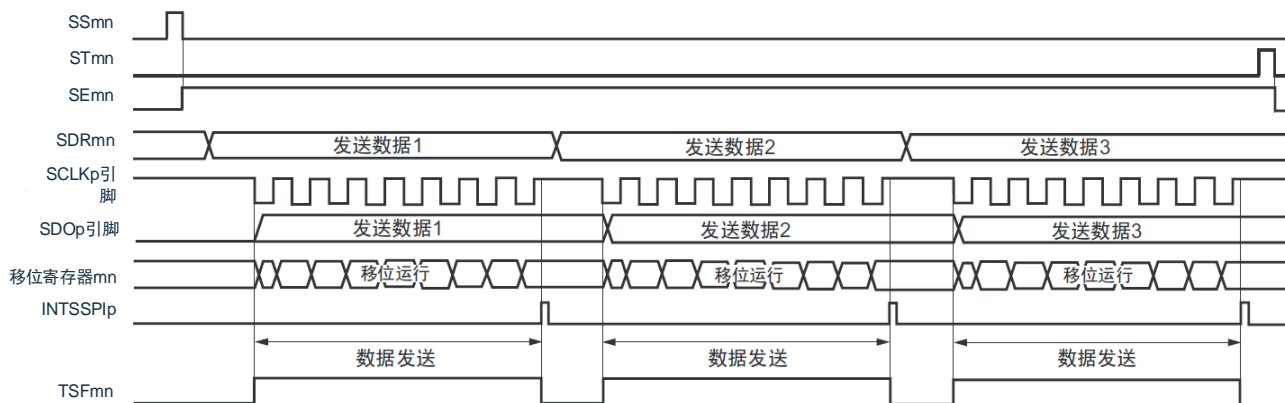 SSmn
STmn
SEmn
SDRmn 发送数据1 发送数据2 发送数据3
SCLKp引
脚
SDOp引脚 发送数据1 发送数据2 发送数据3
移位寄存器mn 移位运行 移位运行 移位运行
INTSSPIp
数据发送 数据发送 数据发送
TSFmn